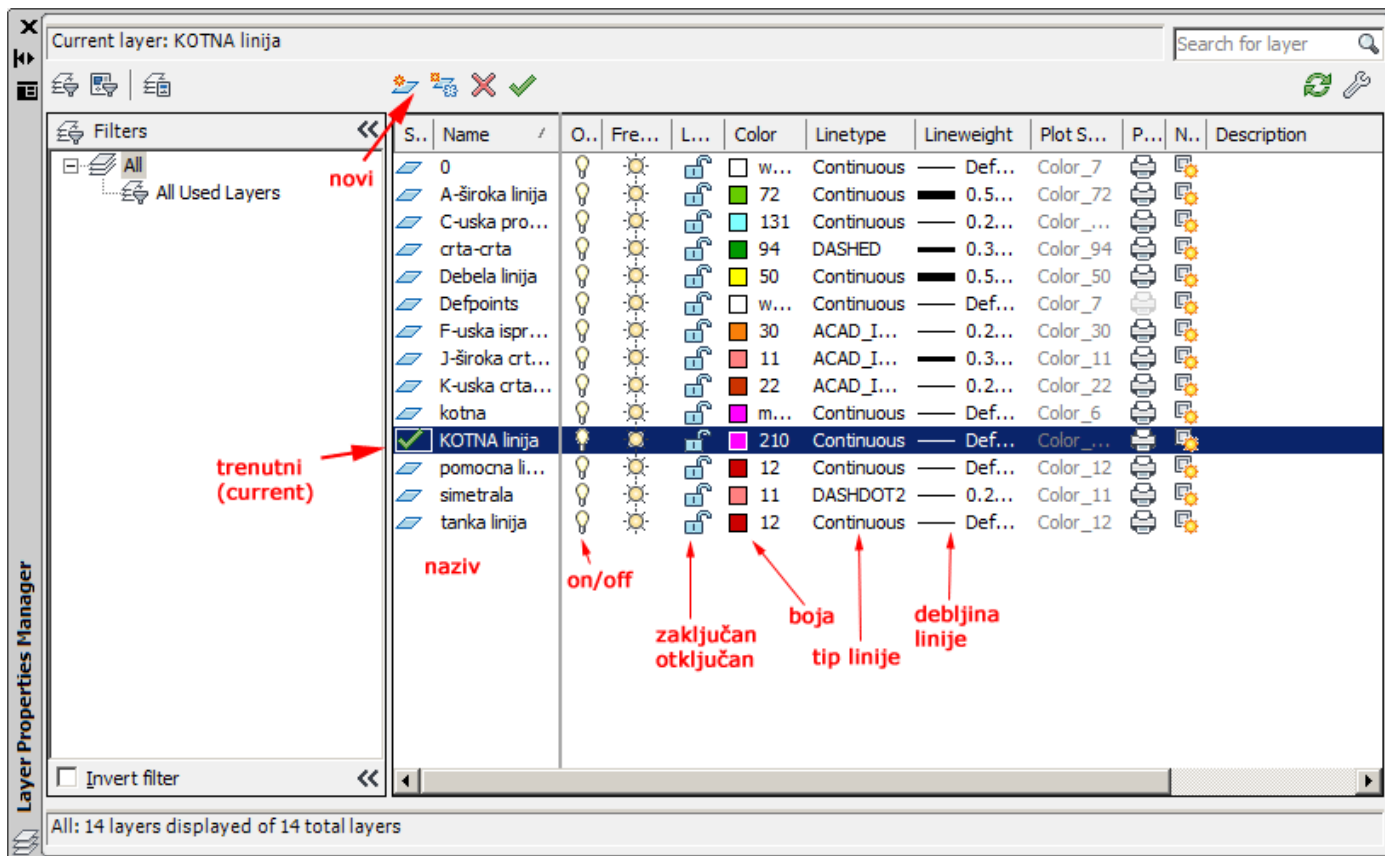 Current layer: KOTNA linija
Search for layer
Filters
All
All Used Layers
Invert filter
novi
S.. Name O.. Fre... L... Color Linetype Lineweight Plot S... P... N.. Description
0 w... Continuous Def... Color_7
A-široka linija 72 Continuous 0.5... Color_72
C-uska pro... 131 Continuous 0.2... Color_...
crta-crta 94 DASHED 0.3... Color_94
Debela linija 50 Continuous 0.5... Color_50
Defpoints w... Continuous Def... Color_7
F-uska ispr... 30 ACAD_I... 0.2... Color_30
J-široka crt... 11 ACAD_I... 0.3... Color_11
K-uska crta... 22 ACAD_I... 0.2... Color_22
kotna m... Continuous Def... Color_6
KOTNA linija 210 Continuous Def... Color_...
pomocna li... 12 Continuous Def... Color_12
simetrala 11 DASHDOT2 0.2... Color_11
tanka linija 12 Continuous Def... Color_12
trenutni
(current)
naziv
on/off
zaključan
otključan
boja
tip linije
debljina
linije
Layer Properties Manager
All: 14 layers displayed of 14 total layers